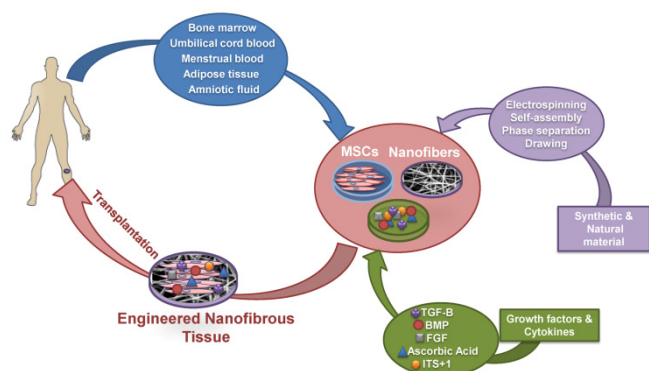 Bone marrow
Umbilical cord blood
Menstrual blood
Adipose tissue
Amniotic fluid
Electrospinning
Self-assembly
Phase separation
Drawing
MSCs
Nanofibers
Synthetic &
Natural
material
Transplantation
Engineered Nanofibrous
Tissue
TGF-B
BMP
FGF
Ascorbic Acid
ITS+1
Growth factors &
Cytokines